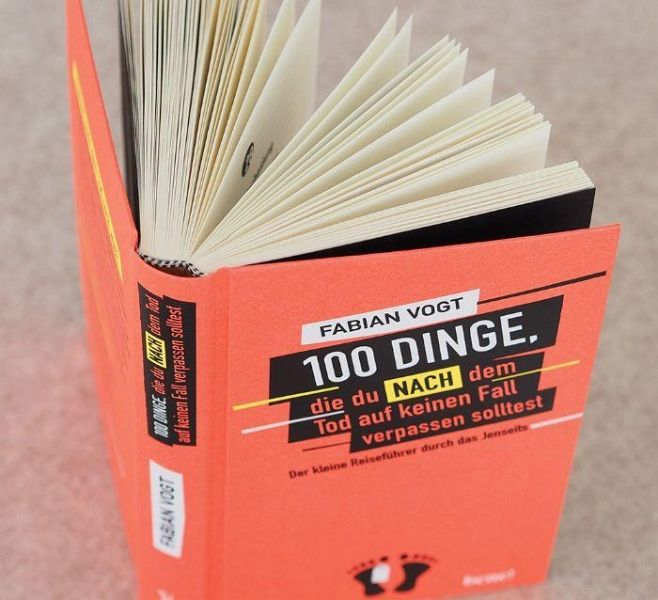 FABIAN VOGT
100 DINGE,
die du NACH dem
Tod auf keinen Fall
verpassen solltest
Der kleine Reiseführer durch das Jenseits
100 DINGE, die du NACH dem Tod
auf keinen Fall verpassen solltest
FABIAN VOGT